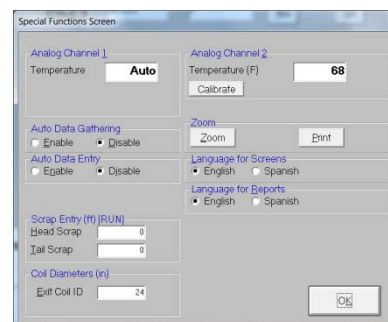 Special Functions Screen
Analog Channel 1
Temperature Auto
Analog Channel 2
Temperature (F) 68
Calibrate
Auto Data Gathering
Enable Disable
Zoom
Zoom Print
Auto Data Entry
Enable Disable
Language for Screens
English Spanish
Language for Reports
English Spanish
Scrap Entry (ft) [RUN]
Head Scrap 0
Tail Scrap 0
Coil Diameters (in)
Exit Coil ID 24
OK